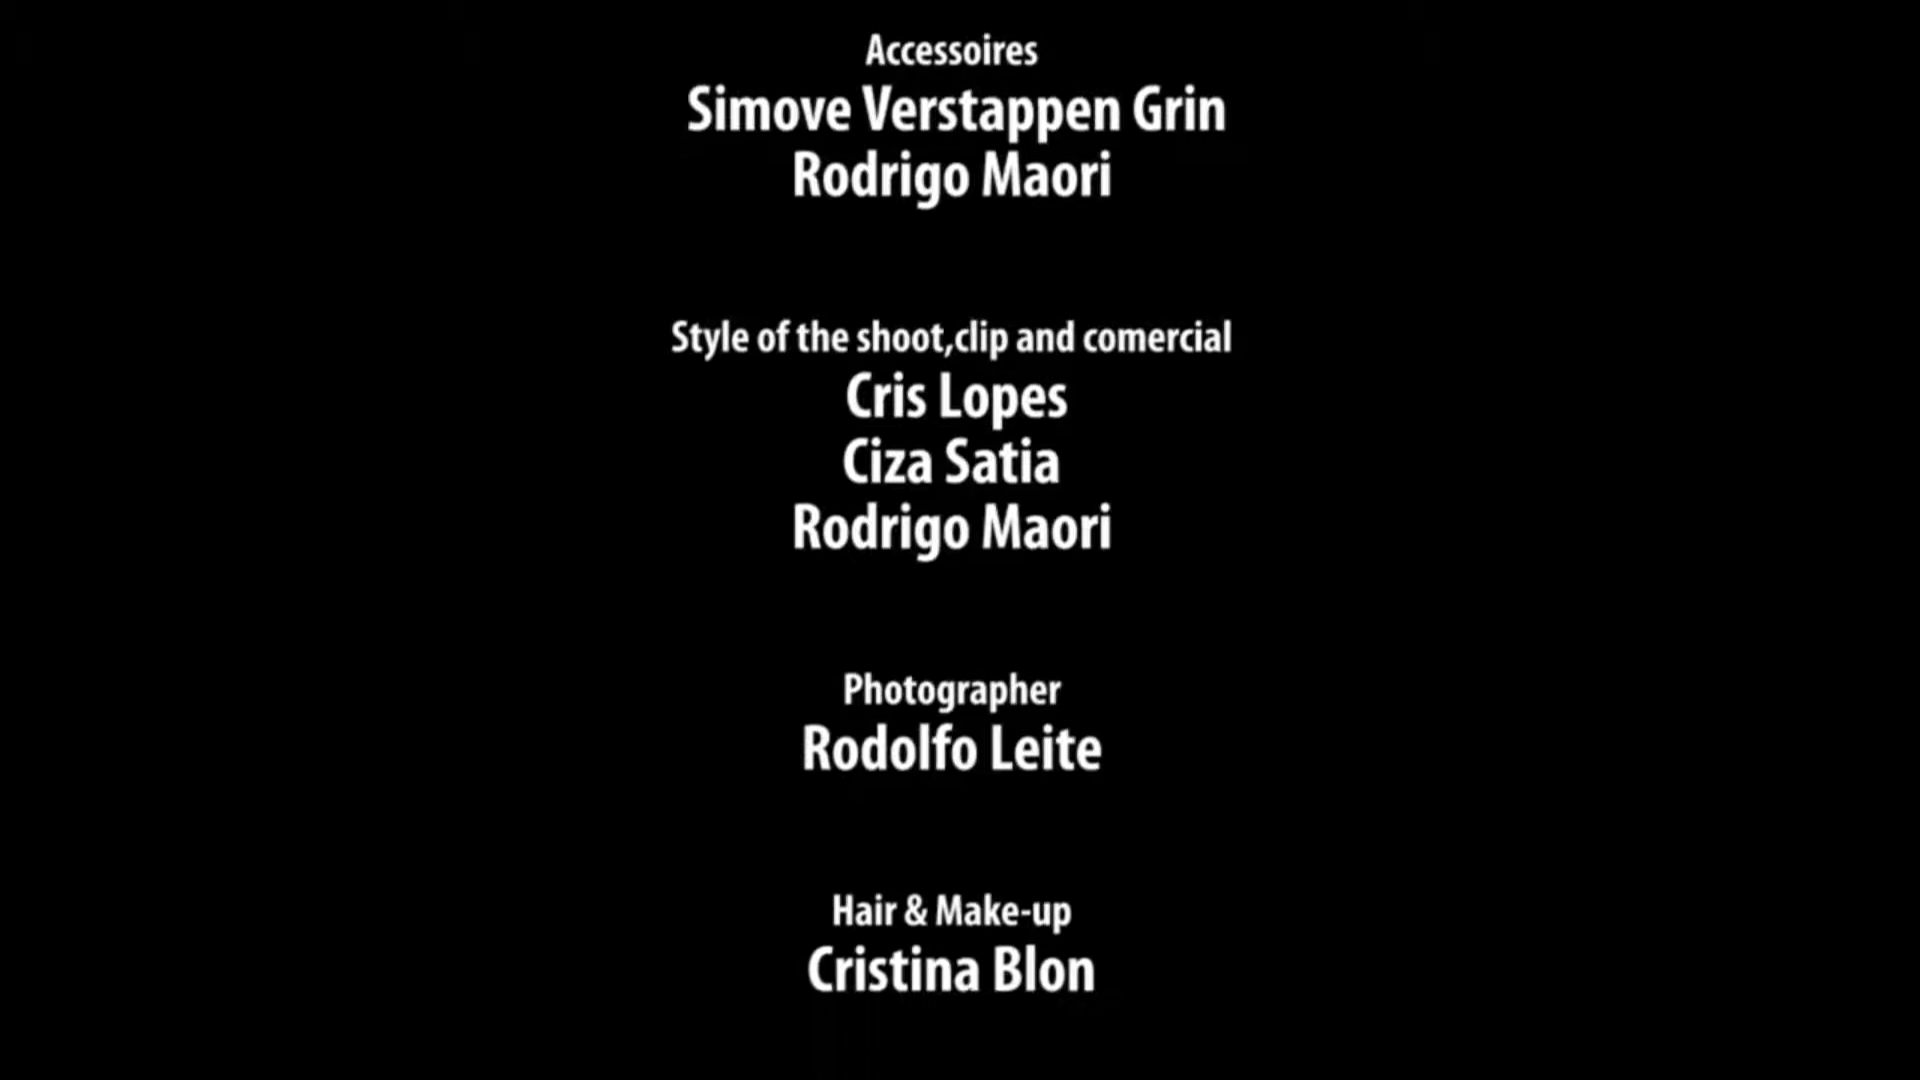 Accessoires
Simove Verstappen Grin
Rodrigo Maori
Style of the shoot,clip and comercial
Cris Lopes
Ciza Satia
Rodrigo Maori
Photographer
Rodolfo Leite
Hair & Make-up
Cristina Blon